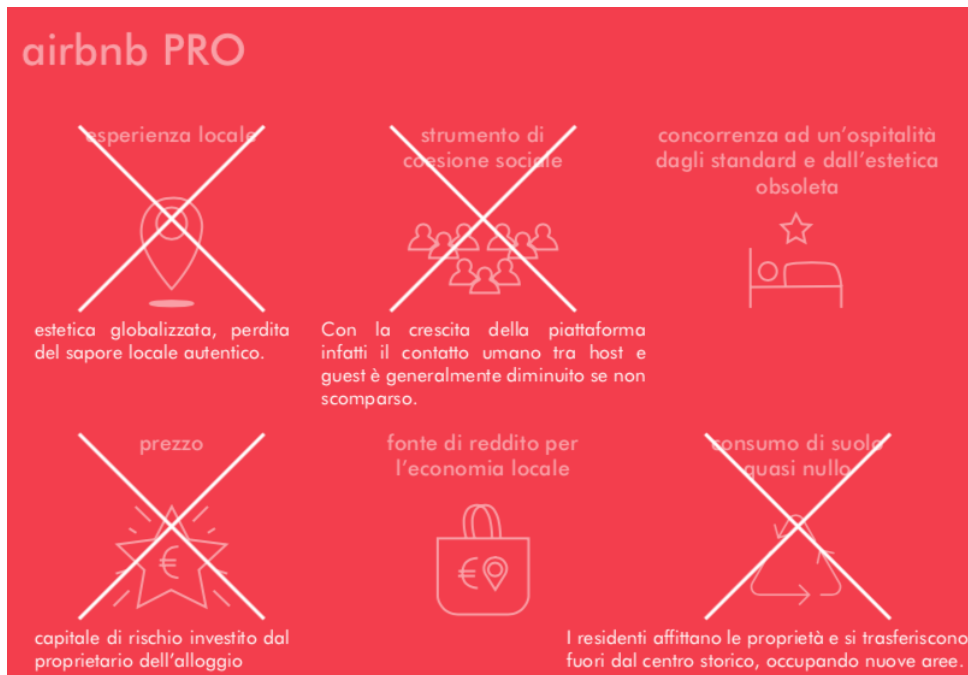 airbnb PRO
esperienza locale
strumento di
coesione sociale
concorrenza ad un'ospitalità
dagli standard e dall'estetica
obsoleta
estetica globalizzata, perdita
del sapore locale autentico.
Con la crescita della piattaforma
infatti il contatto umano tra host e
guest è generalmente diminuito se non
scomparso.
prezzo
fonte di reddito per
l'economia locale
consumo di suolo
quasi nullo
€
€
capitale di rischio investito dal
proprietario dell'alloggio
I residenti affittano le proprietà e si trasferiscono
fuori dal centro storico, occupando nuove aree.